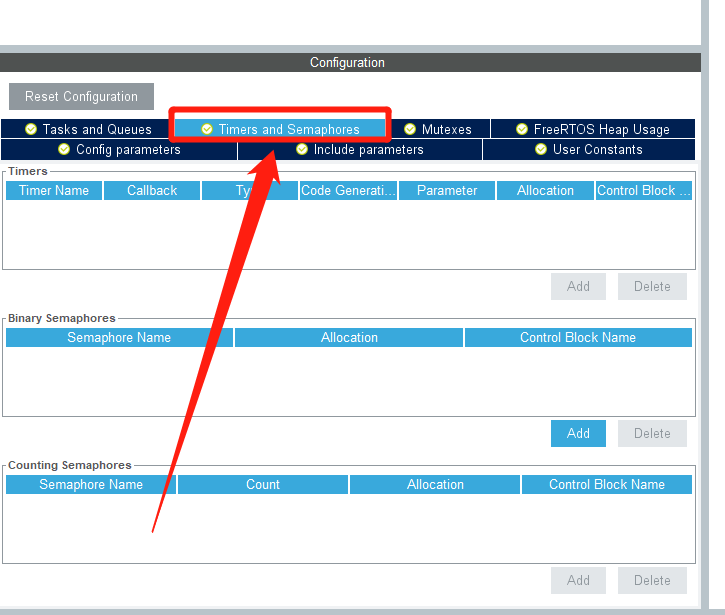 Configuration
Reset Configuration
Tasks and Queues Timers and Semaphores Mutexes FreeRTOS Heap Usage
Config parameters Include parameters User Constants
Timers
Timer Name Callback Code Generati... Parameter Allocation Control Block ...
Add Delete
Binary Semaphores
Semaphore Name Allocation Control Block Name
Add Delete
Counting Semaphores
Semaphore Name Count Allocation Control Block Name
Add Delete